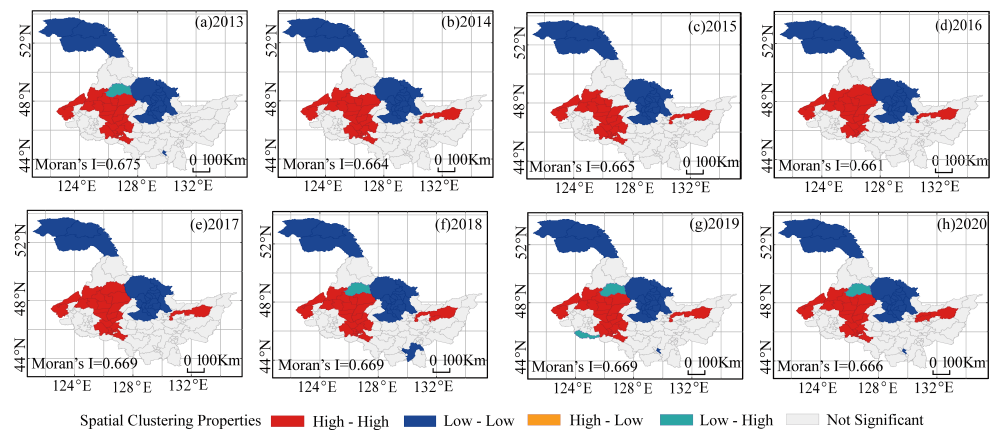 (a)2013
52°N
48°N
44°N
Moran's I=0.675
0 100Km
124°E
128°E
132°E
(b)2014
52°N
48°N
44°N
Moran's I=0.664
0 100Km
124°E
128°E
132°E
(c)2015
52°N
48°N
44°N
Moran's I=0.665
0 100Km
124°E
128°E
132°E
(d)2016
52°N
48°N
44°N
Moran's I=0.661
0 100Km
124°E
128°E
132°E
(e)2017
52°N
48°N
44°N
Moran's I=0.669
0 100Km
124°E
128°E
132°E
(f)2018
52°N
48°N
44°N
Moran's I=0.669
0 100Km
124°E
128°E
132°E
(g)2019
52°N
48°N
44°N
Moran's I=0.669
0 100Km
124°E
128°E
132°E
(h)2020
52°N
48°N
44°N
Moran's I=0.666
0 100Km
124°E
128°E
132°E
Spatial Clustering Properties High - High Low - Low High - Low Low - High Not Significant